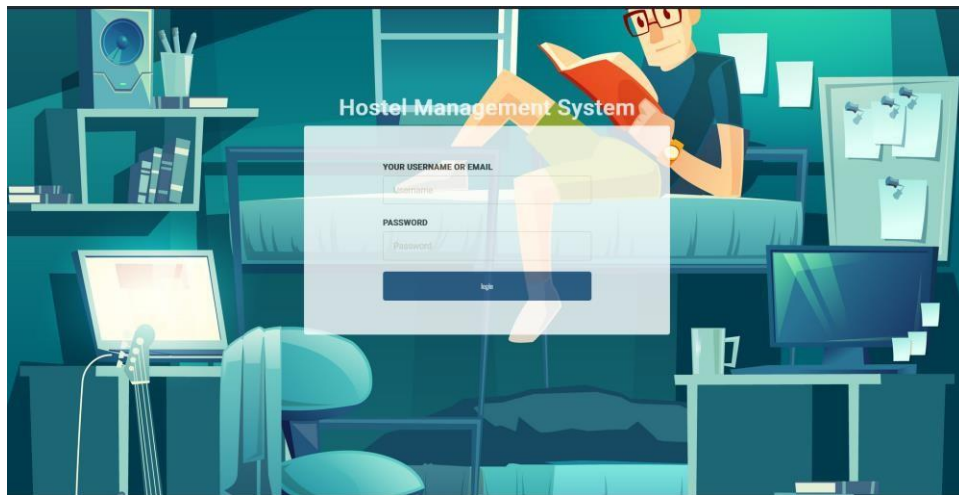 Hostel Management System
YOUR USERNAME OR EMAIL
Username
PASSWORD
Password
login